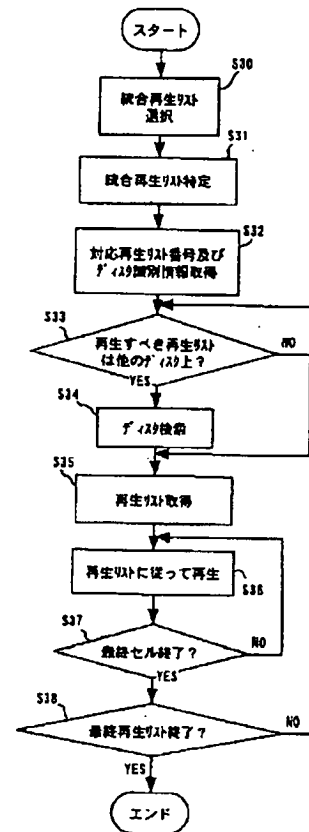 スタート
S30
統合再生リスト
選択
S31
統合再生リスト特定
S32
対応再生リスト番号及び
ディスク識別情報取得
S33
再生すべき再生リスト
は他のディスク上?
NO
YES
S34
ディスク検索
S35
再生リスト取得
再生リストに従って再生
S36
S37
最終セル終了?
NO
YES
S38
最終再生リスト終了?
NO
YES
エンド